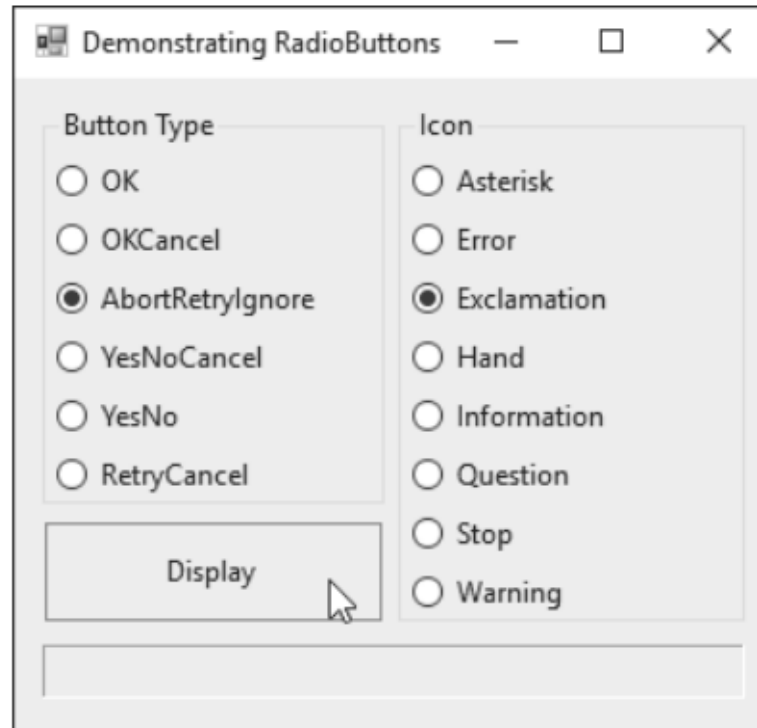 Demonstrating RadioButtons
Button Type
OK
OKCancel
AbortRetryIgnore
YesNoCancel
YesNo
RetryCancel
Display
Icon
Asterisk
Error
Exclamation
Hand
Information
Question
Stop
Warning